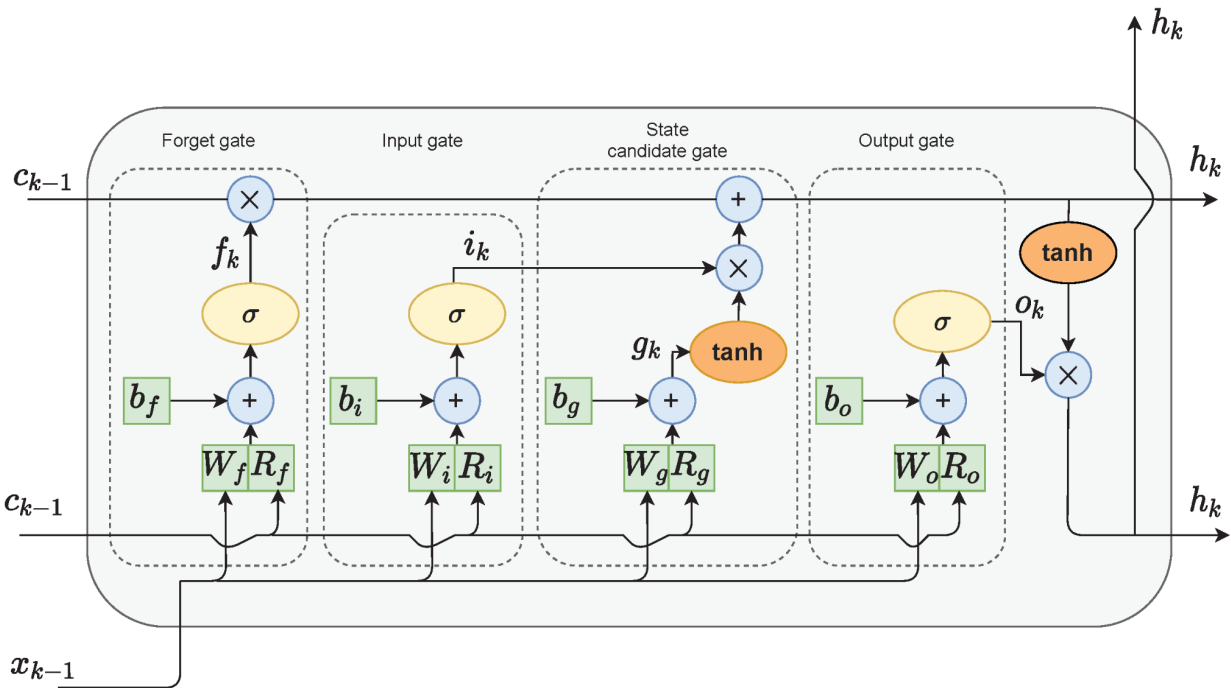 h_k
Forget gate
Input gate
State
candidate gate
Output gate
c_{k-1}
×
+
h_k
f_k
i_k
×
tanh
σ
σ
σ
o_k
g_k
tanh
×
b_f
+
b_i
+
b_g
+
b_o
+
W_f R_f
W_i R_i
W_g R_g
W_o R_o
c_{k-1}
h_k
x_{k-1}